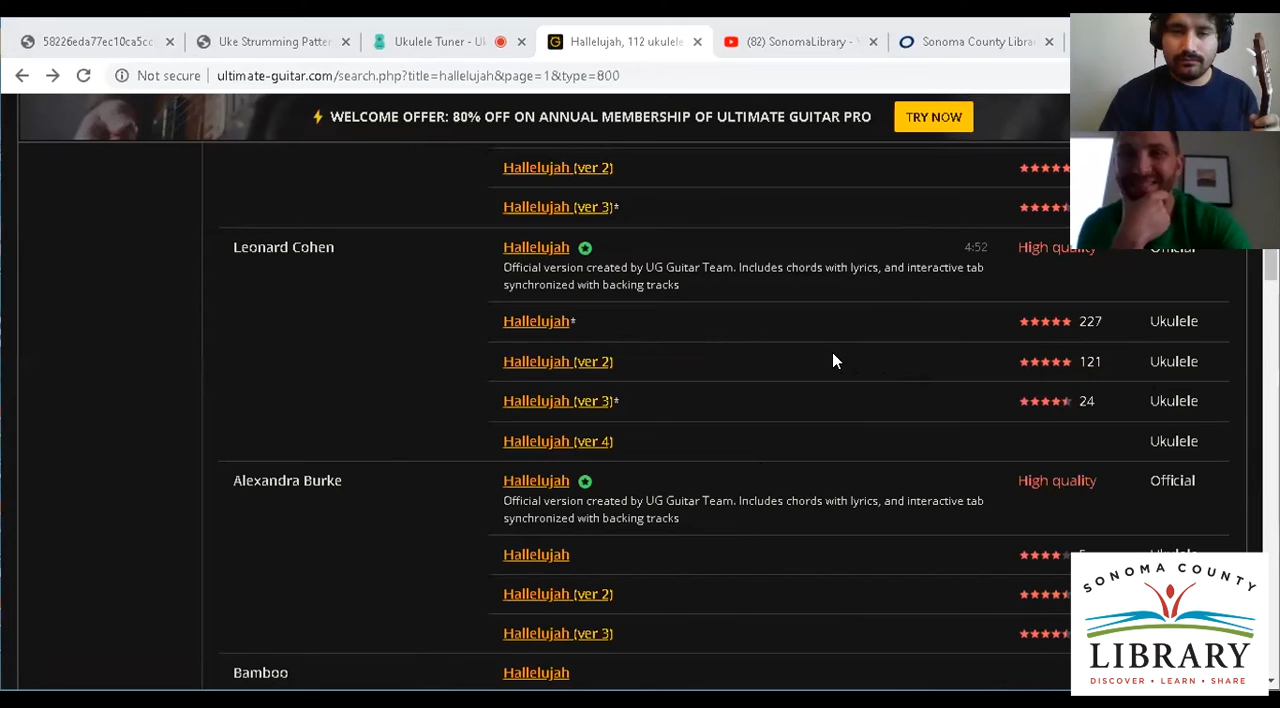 58226eda77ec10ca5cc
Uke Strumming Patter
Ukulele Tuner - Uk
Hallelujah, 112 ukulele
(82) SonomaLibrary - Y
Sonoma County Libra
Not secure
ultimate-guitar.com/search.php?title=hallelujah&page=1&type=800
WELCOME OFFER: 80% OFF ON ANNUAL MEMBERSHIP OF ULTIMATE GUITAR PRO
TRY NOW
Hallelujah (ver 2)
Hallelujah (ver 3)*
Leonard Cohen
Hallelujah
4:52
High quality
Official
Official version created by UG Guitar Team. Includes chords with lyrics, and interactive tab
synchronized with backing tracks
Hallelujah*
227
Ukulele
Hallelujah (ver 2)
121
Ukulele
Hallelujah (ver 3)*
24
Ukulele
Hallelujah (ver 4)
Ukulele
Alexandra Burke
Hallelujah
High quality
Official
Official version created by UG Guitar Team. Includes chords with lyrics, and interactive tab
synchronized with backing tracks
Hallelujah
Hallelujah (ver 2)
Hallelujah (ver 3)
Bamboo
Hallelujah
SONOMA COUNTY
LIBRARY
DISCOVER • LEARN • SHARE